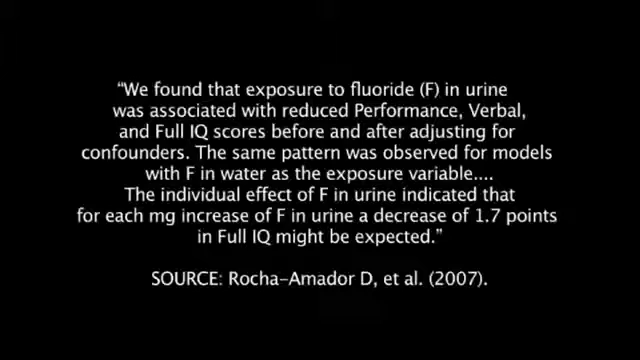 “We found that exposure to fluoride (F) in urine
was associated with reduced Performance, Verbal,
and Full IQ scores before and after adjusting for
confounders. The same pattern was observed for models
with F in water as the exposure variable....
The individual effect of F in urine indicated that
for each mg increase of F in urine a decrease of 1.7 points
in Full IQ might be expected.”
SOURCE: Rocha-Amador D, et al. (2007).